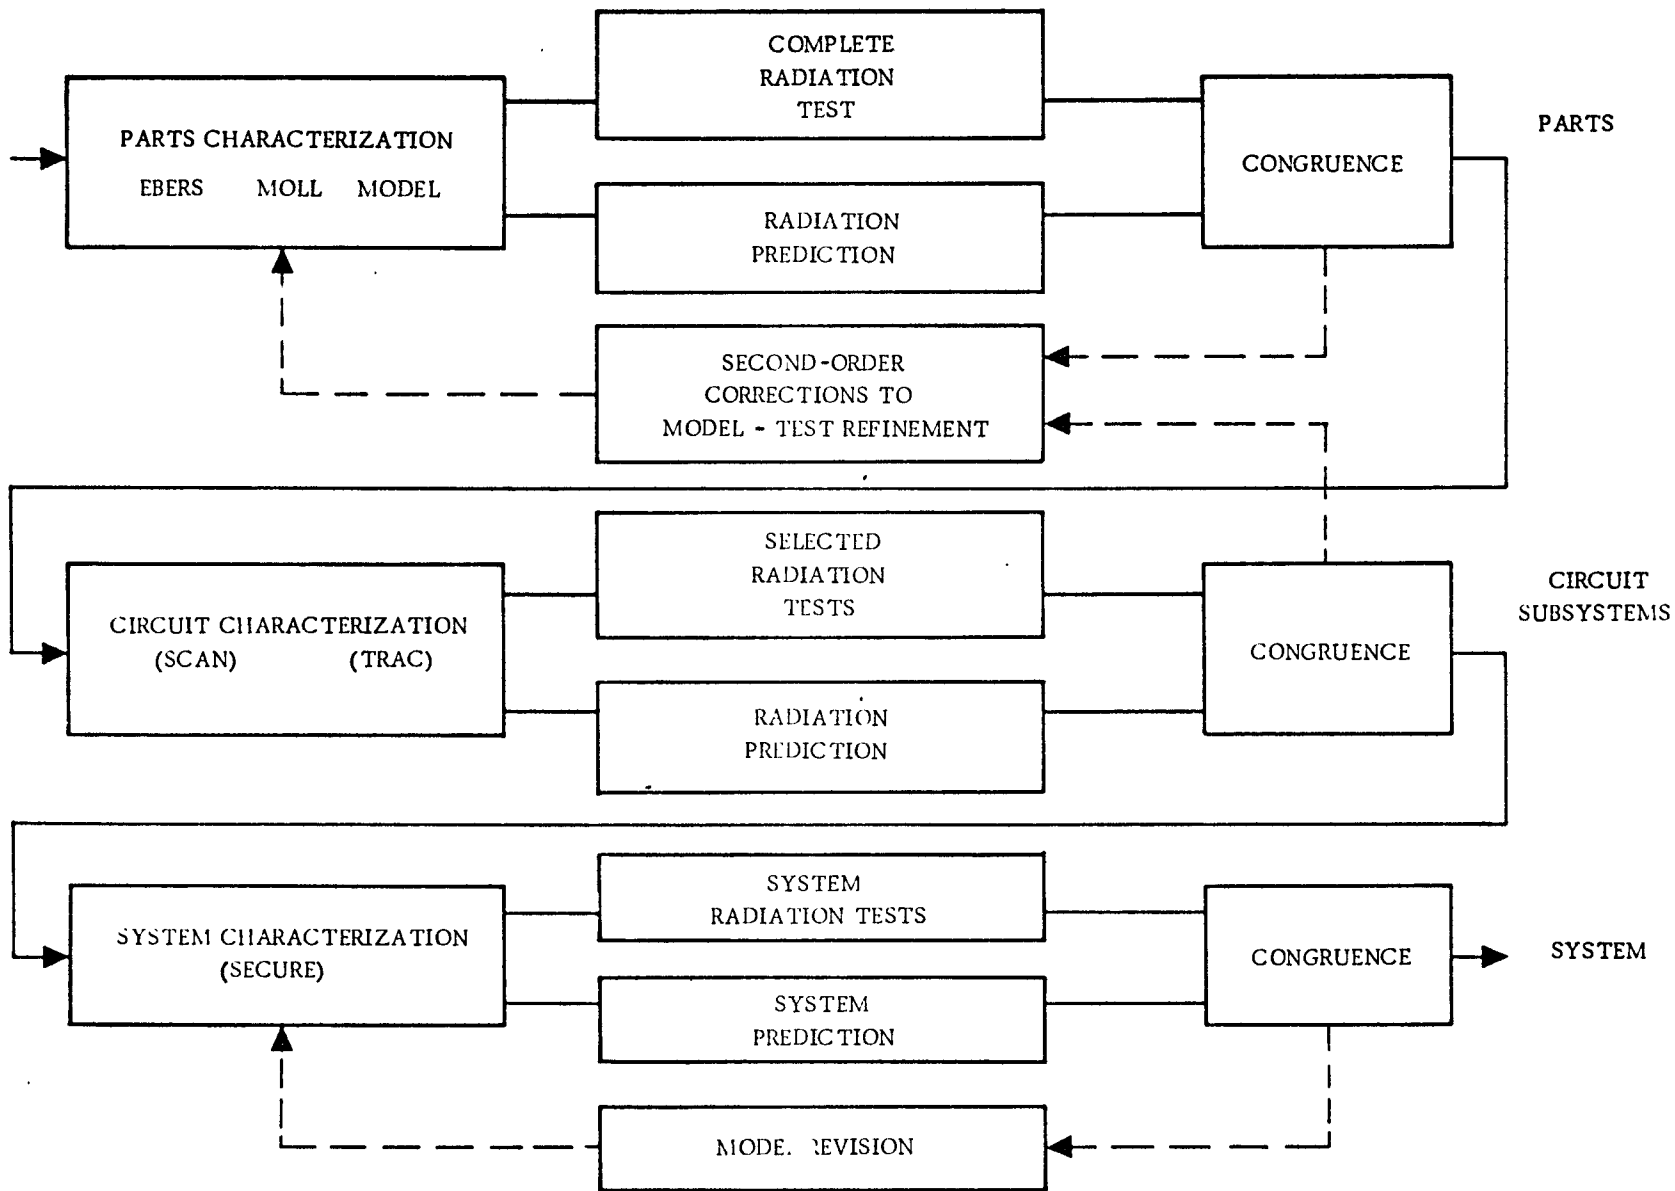 COMPLETE
RADIATION
TEST
PARTS CHARACTERIZATION
EBERS MOLL MODEL
CONGRUENCE
PARTS
RADIATION
PREDICTION
SECOND-ORDER
CORRECTIONS TO
MODEL - TEST REFINEMENT
SELECTED
RADIATION
TESTS
CIRCUIT CHARACTERIZATION
(SCAN) (TRAC)
CONGRUENCE
CIRCUIT
SUBSYSTEMS
RADIATION
PREDICTION
SYSTEM
RADIATION TESTS
SYSTEM CHARACTERIZATION
(SECURE)
CONGRUENCE
SYSTEM
SYSTEM
PREDICTION
MODEL REVISION